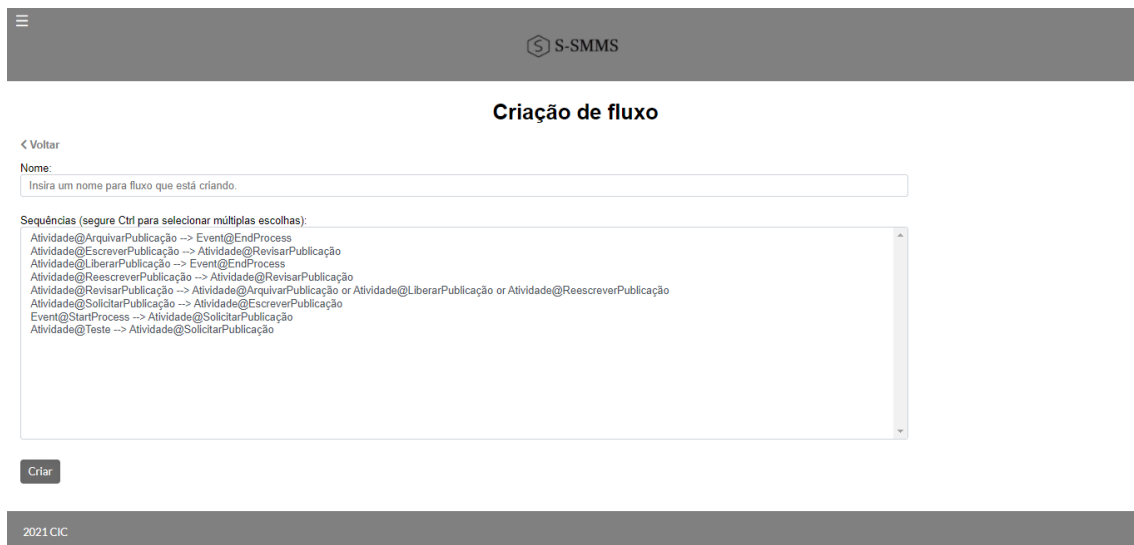 ☰
S-SMMS
Criação de fluxo
Voltar
Nome:
Insira um nome para fluxo que está criando.
Sequências (segure Ctrl para selecionar múltiplas escolhas):
Atividade@ArquivarPublicação --> Event@EndProcess
Atividade@EscreverPublicação --> Atividade@RevisarPublicação
Atividade@LiberarPublicação --> Event@EndProcess
Atividade@ReescreverPublicação --> Atividade@RevisarPublicação
Atividade@RevisarPublicação --> Atividade@ArquivarPublicação or Atividade@LiberarPublicação or Atividade@ReescreverPublicação
Atividade@SolicitarPublicação --> Atividade@EscreverPublicação
Event@StartProcess --> Atividade@SolicitarPublicação
Atividade@Teste --> Atividade@SolicitarPublicação
Criar
2021 CIC